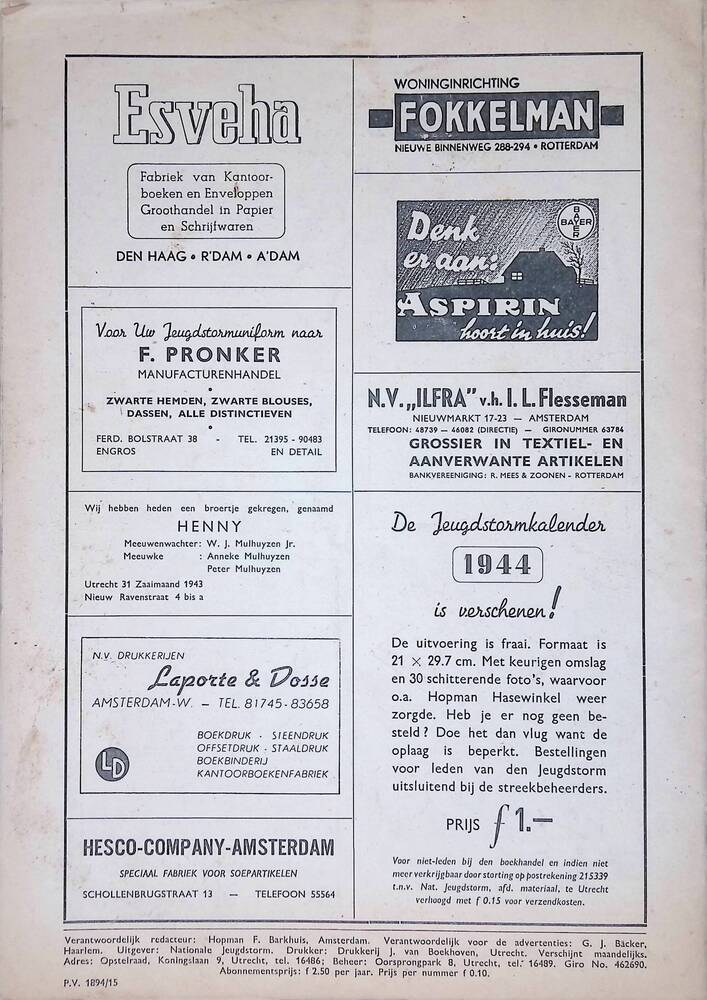 Esveha
Fabriek van Kantoor-
boeken en Enveloppen
Groothandel in Papier
en Schrijfwaren
DEN HAAG • R'DAM • A'DAM
Voor Uw Jeugdstormuniform naar
F. PRONKER
MANUFACTURENHANDEL
•
ZWARTE HEMDEN, ZWARTE BLOUSES,
DASSEN, ALLE DISTINCTIEVEN
•
FERD. BOLSTRAAT 38 - TEL. 21395 - 90483
ENGROS EN DETAIL
Wij hebben heden een broertje gekregen, genaamd
HENNY
Meeuwenwachter: W. J. Mulhuyzen Jr.
Meeuwke : Anneke Mulhuyzen
Peter Mulhuyzen
Utrecht 31 Zaaimaand 1943
Nieuw Ravenstraat 4 bis a
N.V. DRUKKERIJEN
Laporte & Dosse
AMSTERDAM-W. — TEL. 81745-83658
BOEKDRUK - STEENDRUK
OFFSETDRUK - STAALDRUK
BOEKBINDERIJ
KANTOORBOEKENFABRIEK
LD
HESCO-COMPANY-AMSTERDAM
SPECIAAL FABRIEK VOOR SOEPARTIKELEN
SCHOLLENBRUGSTRAAT 13 — TELEFOON 55564
WONINGINRICHTING
FOKKELMAN
NIEUWE BINNENWEG 288-294 • ROTTERDAM
Denk
er aan:
BAYER
BAYER
ASPIRIN
hoort in huis!
N.V. „ILFRA" v.h. I. L. Flesseman
NIEUWMARKT 17-23 — AMSTERDAM
TELEFOON: 48739 — 46082 (DIRECTIE) — GIRONUMMER 63784
GROSSIER IN TEXTIEL- EN
AANVERWANTE ARTIKELEN
BANKVEREENIGING: R. MEES & ZOONEN - ROTTERDAM
De Jeugdstormkalender
1944
is verschenen!
De uitvoering is fraai. Formaat is
21 × 29.7 cm. Met keurigen omslag
en 30 schitterende foto's, waarvoor
o.a. Hopman Hasewinkel weer
zorgde. Heb je er nog geen be-
steld? Doe het dan vlug want de
oplaag is beperkt. Bestellingen
voor leden van den Jeugdstorm
uitsluitend bij de streekbeheerders.
PRIJS f 1.—
Voor niet-leden bij den boekhandel en indien niet
meer verkrijgbaar door storting op postrekening 215339
t.n.v. Nat. Jeugdstorm, afd. materiaal, te Utrecht
verhoogd met f 0.15 voor verzendkosten.
Verantwoordelijk redacteur: Hopman F. Barkhuis, Amsterdam. Verantwoordelijk voor de advertenties: G. J. Bäcker,
Haarlem. Uitgever: Nationale Jeugdstorm. Drukker: Drukkerij J. van Boekhoven, Utrecht. Verschijnt maandelijks.
Adres: Opstelraad, Koningslaan 9, Utrecht, tel. 16486; Beheer: Oorsprongpark 8, Utrecht, tel. 16489. Giro No. 462690.
Abonnementsprijs: f 2.50 per jaar. Prijs per nummer f 0.10.
P.V. 1894/15